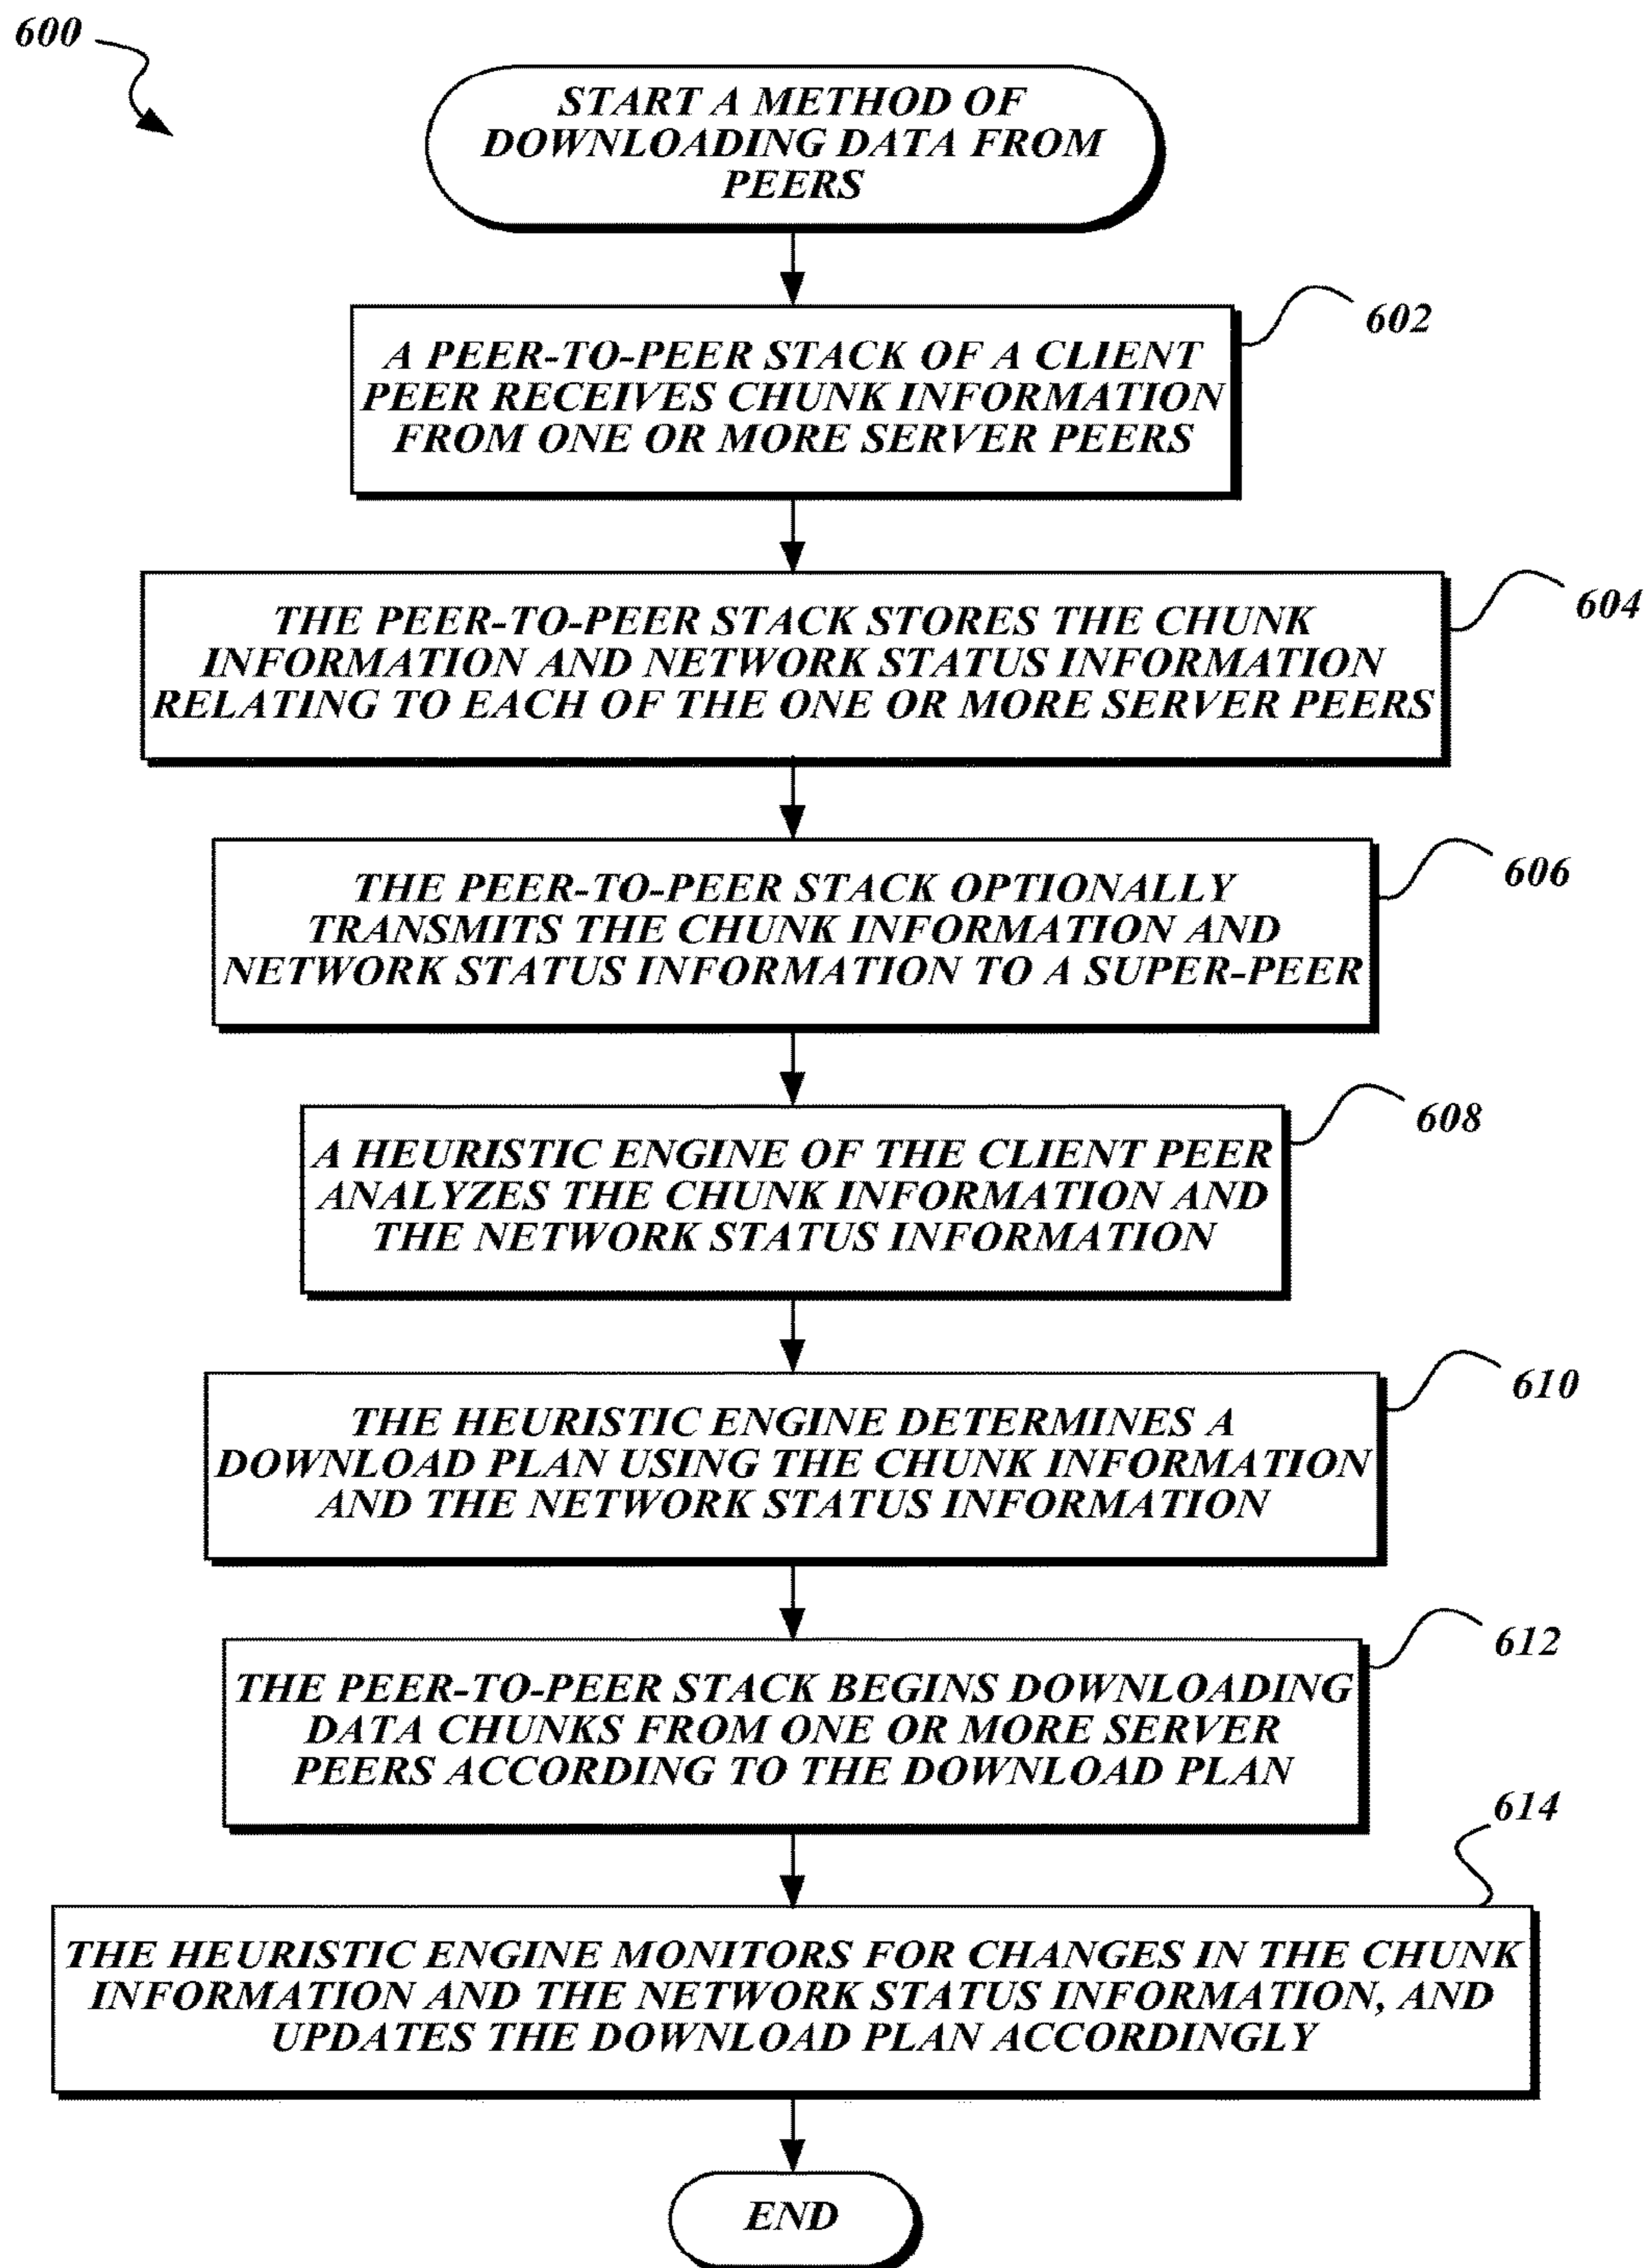 600
START A METHOD OF
DOWNLOADING DATA FROM
PEERS
602
A PEER-TO-PEER STACK OF A CLIENT
PEER RECEIVES CHUNK INFORMATION
FROM ONE OR MORE SERVER PEERS
604
THE PEER-TO-PEER STACK STORES THE CHUNK
INFORMATION AND NETWORK STATUS INFORMATION
RELATING TO EACH OF THE ONE OR MORE SERVER PEERS
606
THE PEER-TO-PEER STACK OPTIONALLY
TRANSMITS THE CHUNK INFORMATION AND
NETWORK STATUS INFORMATION TO A SUPER-PEER
608
A HEURISTIC ENGINE OF THE CLIENT PEER
ANALYZES THE CHUNK INFORMATION AND
THE NETWORK STATUS INFORMATION
610
THE HEURISTIC ENGINE DETERMINES A
DOWNLOAD PLAN USING THE CHUNK INFORMATION
AND THE NETWORK STATUS INFORMATION
612
THE PEER-TO-PEER STACK BEGINS DOWNLOADING
DATA CHUNKS FROM ONE OR MORE SERVER
PEERS ACCORDING TO THE DOWNLOAD PLAN
614
THE HEURISTIC ENGINE MONITORS FOR CHANGES IN THE CHUNK
INFORMATION AND THE NETWORK STATUS INFORMATION, AND
UPDATES THE DOWNLOAD PLAN ACCORDINGLY
END